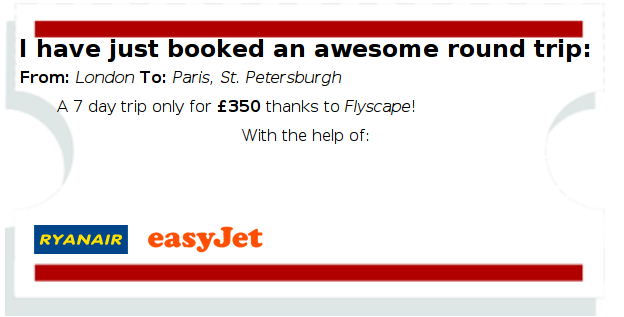 I have just booked an awesome round trip:
From: London To: Paris, St. Petersburgh
A 7 day trip only for £350 thanks to Flyscape!
With the help of:
RYANAIR easyJet